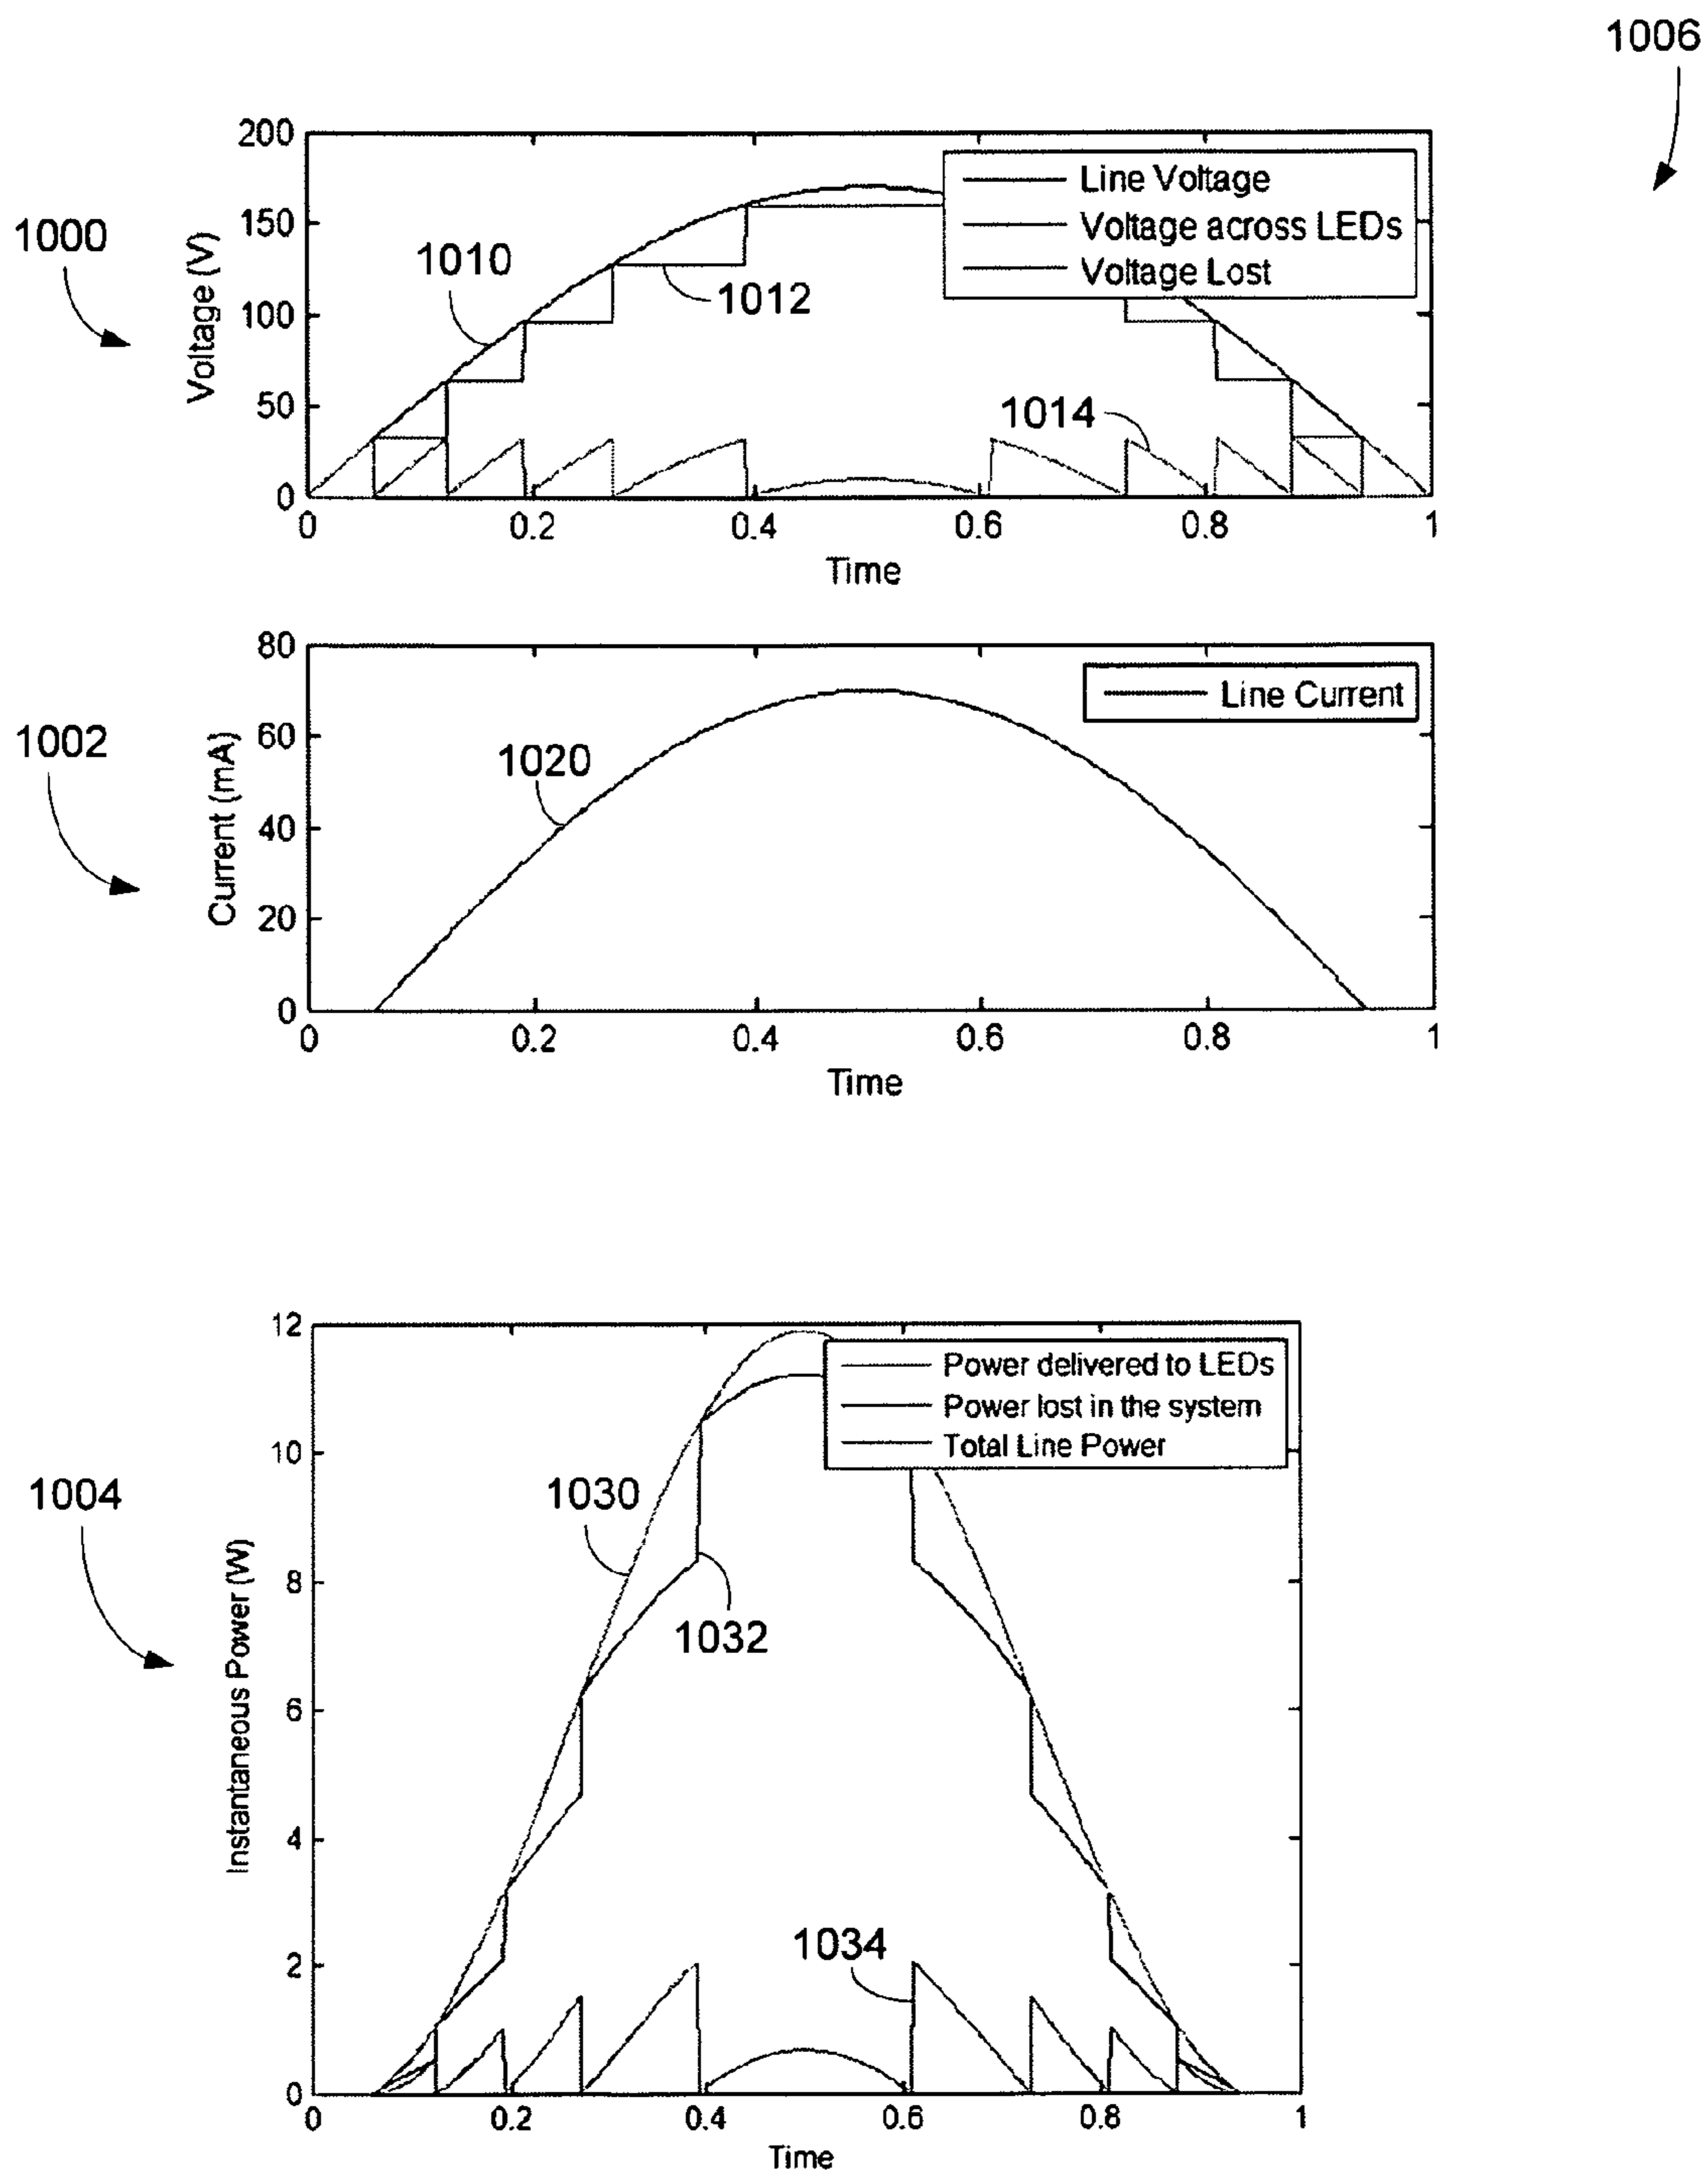 1006
1000
Voltage (V)
200
150
100
50
0
Line Voltage
Voltage across LEDs
Voltage Lost
1010
1012
1014
0 0.2 0.4 0.6 0.8 1
Time
1002
Current (mA)
80
60
40
20
0
Line Current
1020
0 0.2 0.4 0.6 0.8 1
Time
1004
Instantaneous Power (W)
12
10
8
6
4
2
0
Power delivered to LEDs
Power lost in the system
Total Line Power
1030
1032
1034
0 0.2 0.4 0.6 0.8 1
Time